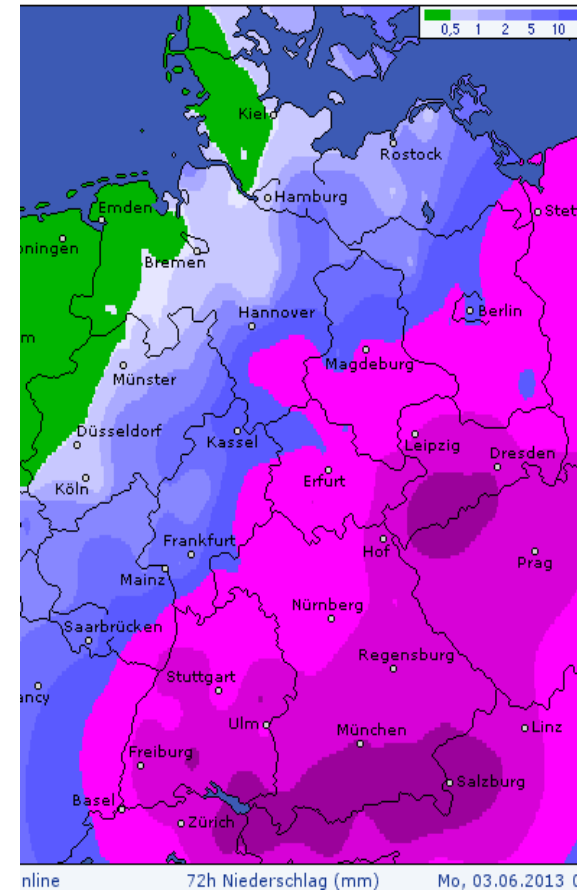 0,5 1 2 5 10
Kiel
Rostock
Hamburg
Emden
Stet
oningen
Bremen
Hannover
Berlin
m
Magdeburg
Münster
Düsseldorf
Kassel
Leipzig
Dresden
Köln
Erfurt
Frankfurt
Hof
Prag
Mainz
Nürnberg
Saarbrücken
Regensburg
Stuttgart
ancy
Ulm
München
Linz
Freiburg
Salzburg
Basel
Zürich
nline 72h Niederschlag (mm) Mo, 03.06.2013 0